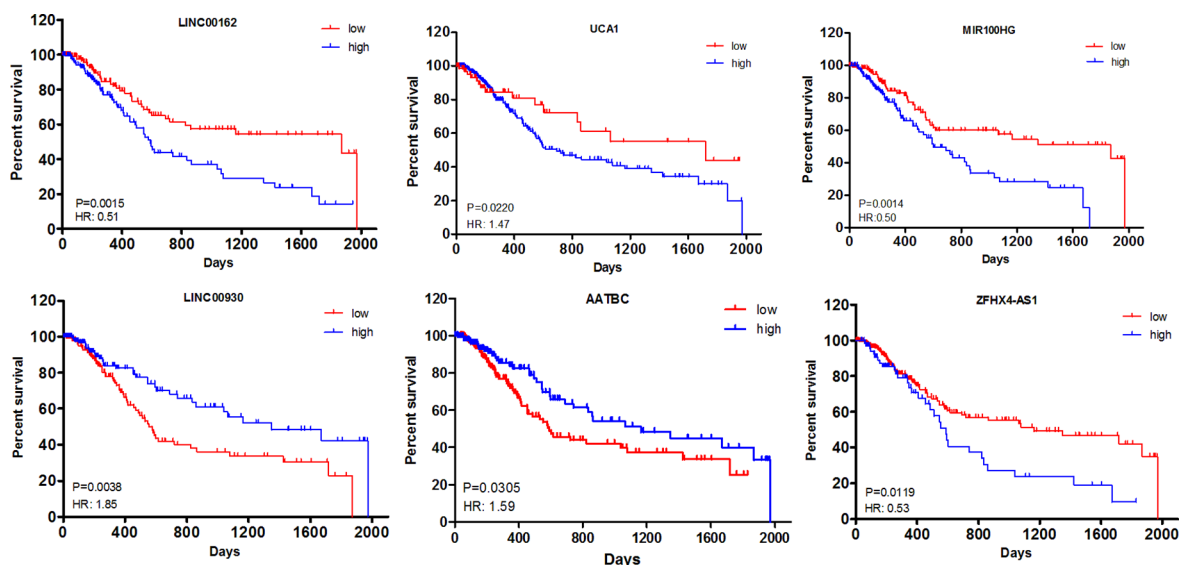 LINC00162
120
100
80
60
40
20
0
Percent survival
low
high
P=0.0015
HR: 0.51
0 400 800 1200 1600 2000
Days
UCA1
120
100
80
60
40
20
0
Percent survival
low
high
P=0.0220
HR: 1.47
0 400 800 1200 1600 2000
Days
MIR100HG
120
100
80
60
40
20
0
Percent survival
low
high
P=0.0014
HR:0.50
0 400 800 1200 1600 2000
Days
LINC00930
120
100
80
60
40
20
0
Percent survival
low
high
P=0.0038
HR: 1.85
0 400 800 1200 1600 2000
Days
AATBC
120
100
80
60
40
20
0
Percent survival
low
high
P=0.0305
HR: 1.59
0 400 800 1200 1600 2000
Days
ZFHX4-AS1
120
100
80
60
40
20
0
Percent survival
low
high
P=0.0119
HR: 0.53
0 400 800 1200 1600 2000
Days